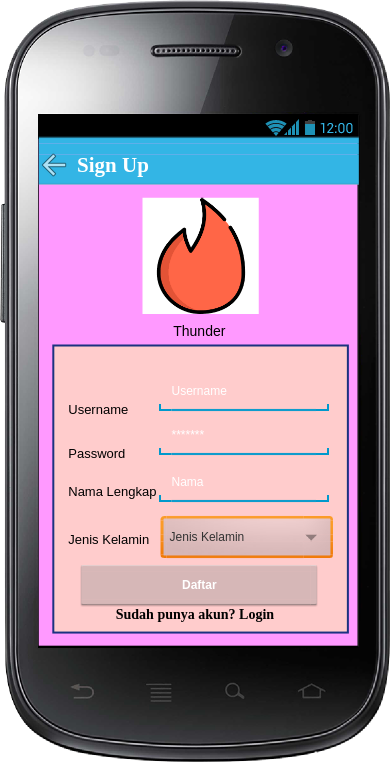 12:00
Sign Up
Thunder
Username
Username
*******
Password
Nama
Nama Lengkap
Jenis Kelamin
Jenis Kelamin
Daftar
Sudah punya akun? Login